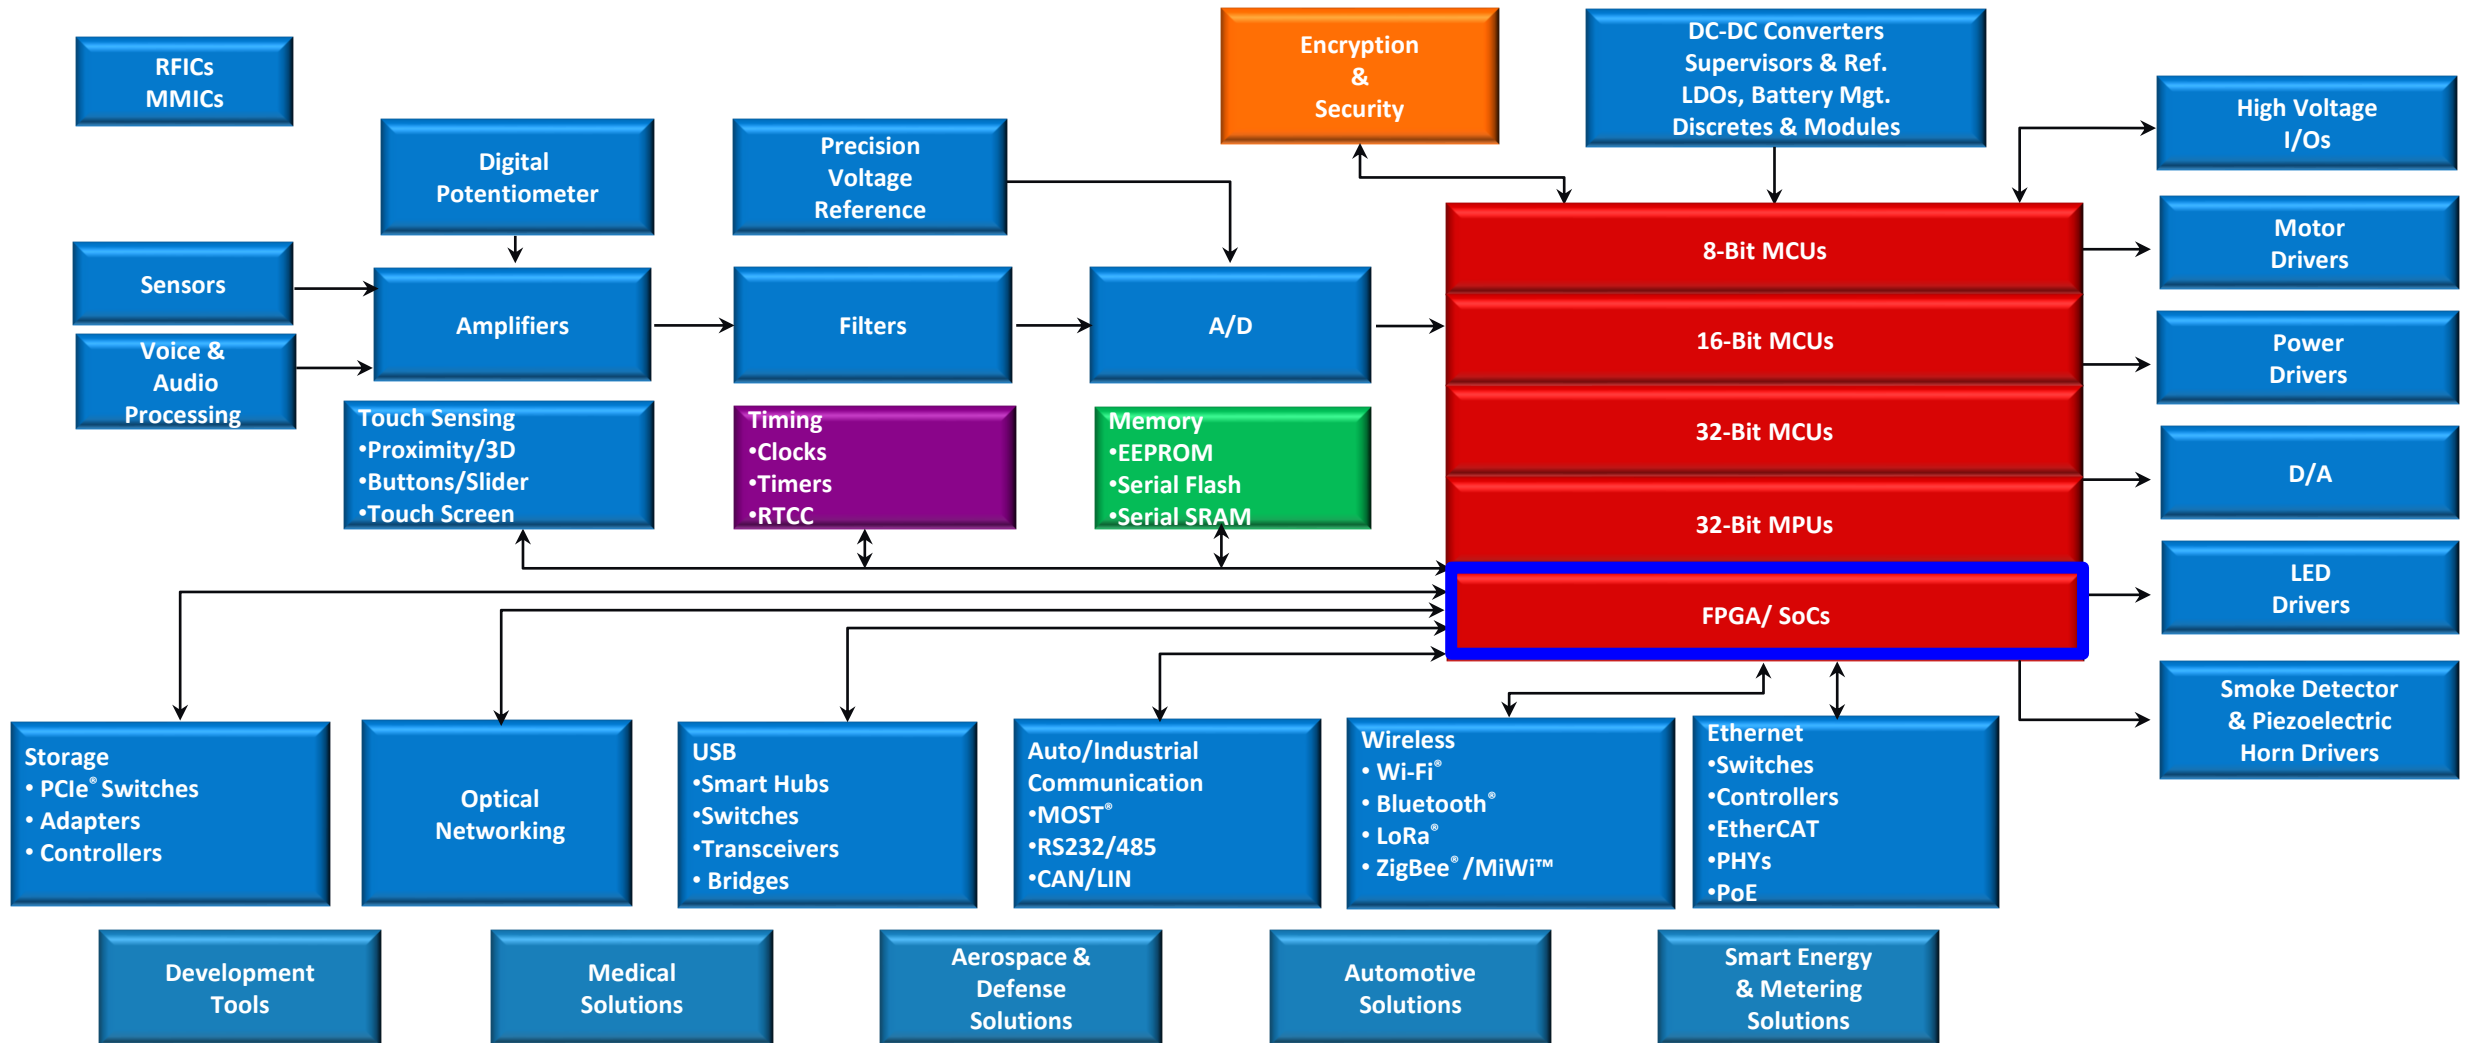 RFICs
MMICs
Encryption
&
Security
DC-DC Converters
Supervisors & Ref.
LDOs, Battery Mgt.
Discretes & Modules
High Voltage
I/Os
Digital
Potentiometer
Precision
Voltage
Reference
Motor
Drivers
Sensors
Amplifiers
Filters
A/D
8-Bit MCUs
16-Bit MCUs
32-Bit MCUs
32-Bit MPUs
FPGA/ SoCs
Power
Drivers
Voice &
Audio
Processing
Touch Sensing
•Proximity/3D
•Buttons/Slider
•Touch Screen
Timing
•Clocks
•Timers
•RTCC
Memory
•EEPROM
•Serial Flash
•Serial SRAM
D/A
LED
Drivers
Smoke Detector
& Piezoelectric
Horn Drivers
Storage
• PCIe® Switches
• Adapters
• Controllers
Optical
Networking
USB
•Smart Hubs
•Switches
•Transceivers
• Bridges
Auto/Industrial
Communication
•MOST®
•RS232/485
•CAN/LIN
Wireless
• Wi-Fi®
• Bluetooth®
• LoRa®
• ZigBee® /MiWi™
Ethernet
•Switches
•Controllers
•EtherCAT
•PHYs
•PoE
Development
Tools
Medical
Solutions
Aerospace &
Defense
Solutions
Automotive
Solutions
Smart Energy
& Metering
Solutions